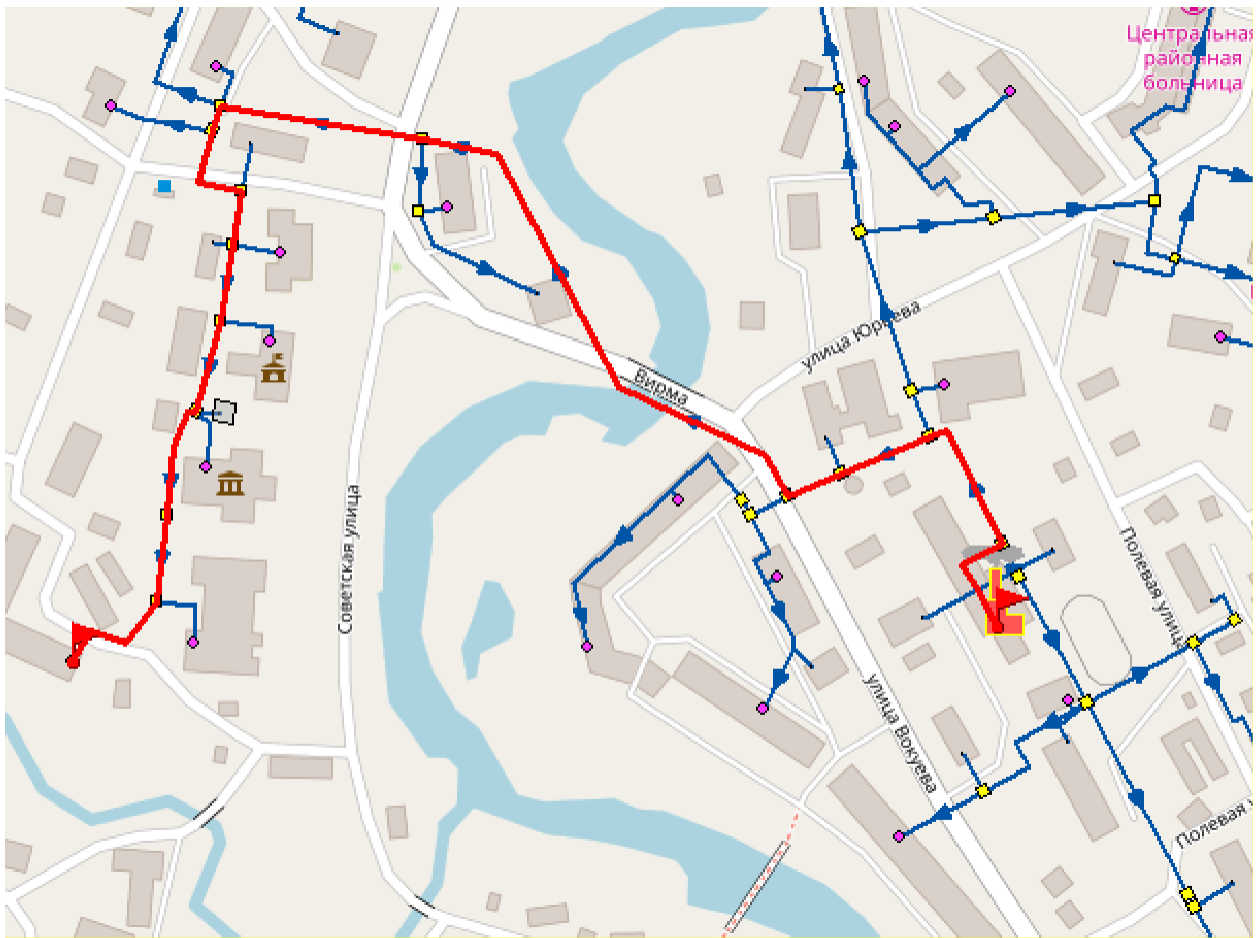 Центральная
районная
больница
улица Юрьева
Вирма
Советская улица
Полевая улица
улица Вокуева
Полевая у